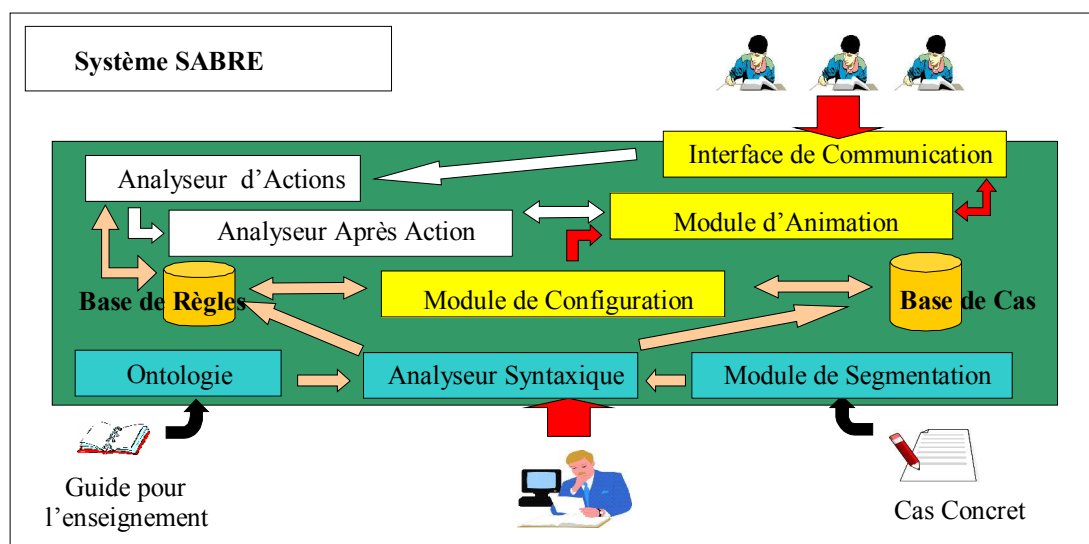 Système SABRE
Interface de Communication
Analyseur d’Actions
Analyseur Après Action
Module d’Animation
Base de Règles
Module de Configuration
Base de Cas
Ontologie
Analyseur Syntaxique
Module de Segmentation
Guide pour
l’enseignement
Cas Concret